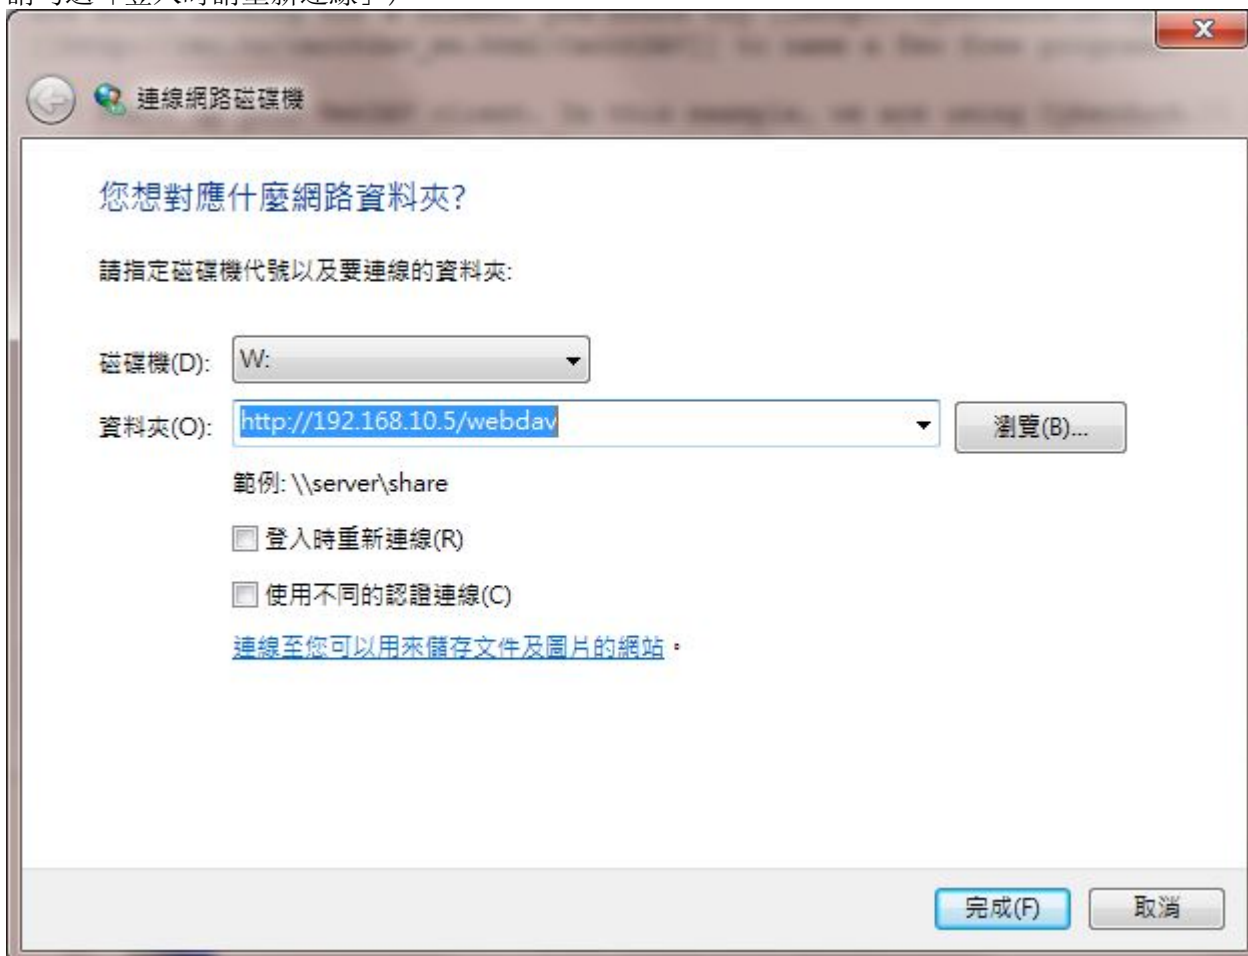 連線網路磁碟機
您想對應什麼網路資料夾?
請指定磁碟機代號以及要連線的資料夾:
磁碟機(D): W:
資料夾(O): http://192.168.10.5/webdav 瀏覽(B)...
範例: \\server\share
登入時重新連線(R)
使用不同的認證連線(C)
連線至您可以用來儲存文件及圖片的網站。
完成(F) 取消